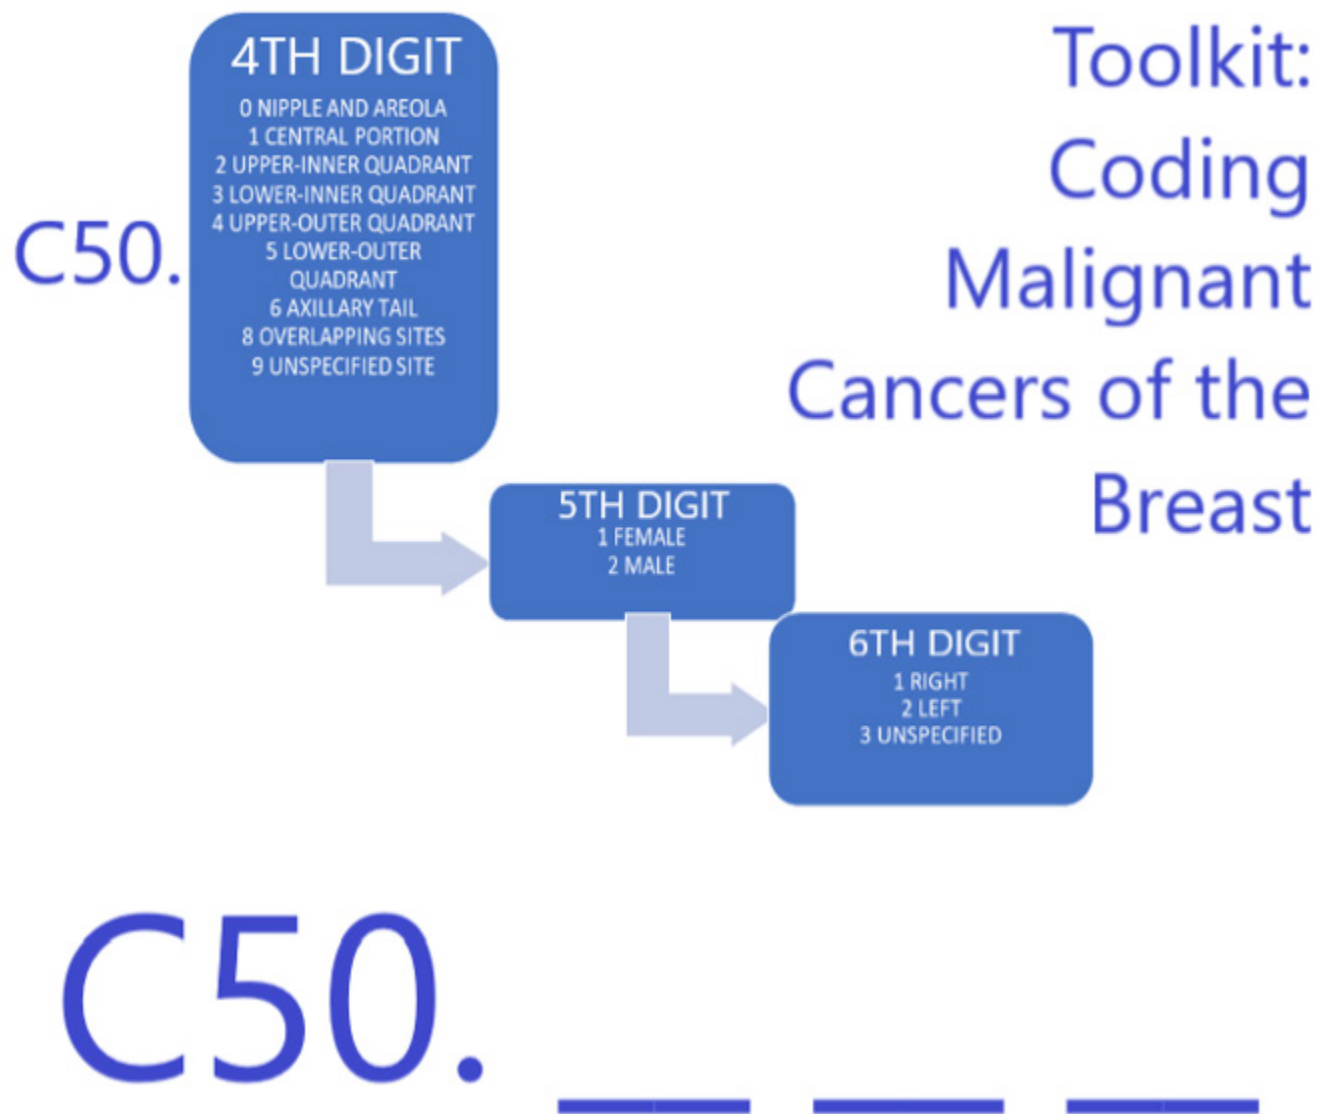 Toolkit:
Coding
Malignant
Cancers of the
Breast
C50.
4TH DIGIT
0 NIPPLE AND AREOLA
1 CENTRAL PORTION
2 UPPER-INNER QUADRANT
3 LOWER-INNER QUADRANT
4 UPPER-OUTER QUADRANT
5 LOWER-OUTER
QUADRANT
6 AXILLARY TAIL
8 OVERLAPPING SITES
9 UNSPECIFIED SITE
5TH DIGIT
1 FEMALE
2 MALE
6TH DIGIT
1 RIGHT
2 LEFT
3 UNSPECIFIED
C50. _ _ _